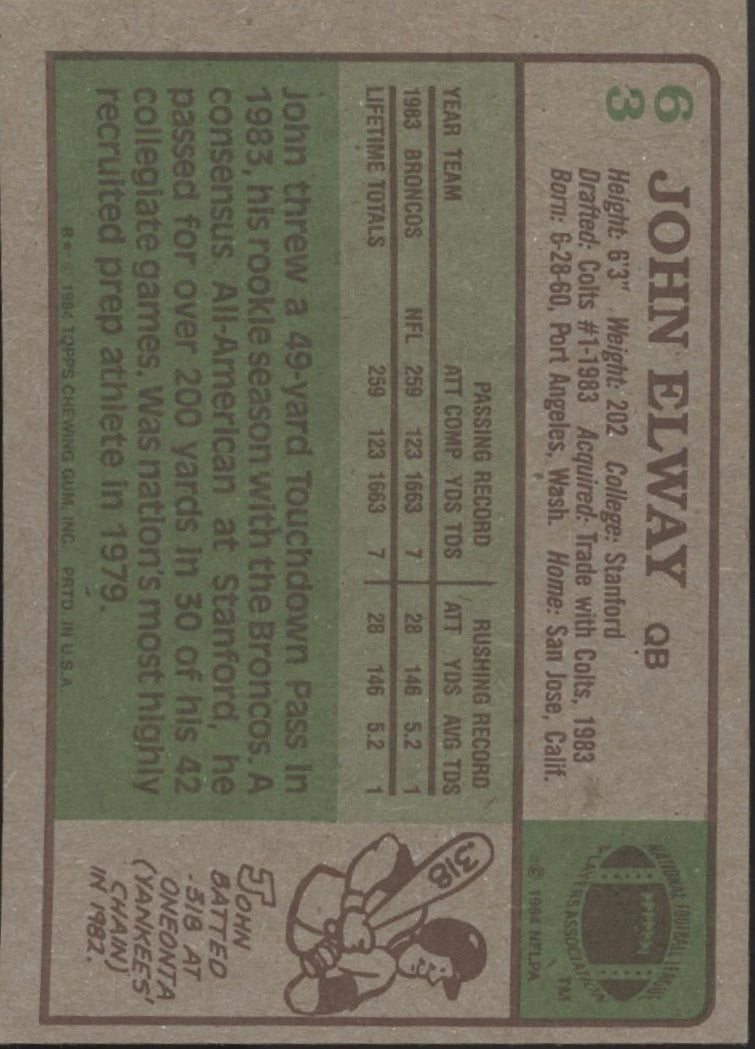 63
JOHN ELWAY QB
Height: 6'3" Weight: 202 College: Stanford
Drafted: Colts #1-1983 Acquired: Trade with Colts, 1983
Born: 6-28-60, Port Angeles, Wash. Home: San Jose, Calif.
NATIONAL FOOTBALL LEAGUE
PLAYERS ASSOCIATION
TM
© 1984 NFLPA
PASSING RECORD RUSHING RECORD
YEAR TEAM ATT COMP YDS TDS ATT YDS AVG TDS
1983 BRONCOS NFL 259 123 1663 7 28 146 5.2 1
LIFETIME TOTALS 259 123 1663 7 28 146 5.2 1
John threw a 49-yard Touchdown Pass in
1983, his rookie season with the Broncos. A
consensus All-American at Stanford, he
passed for over 200 yards in 30 of his 42
collegiate games. Was nation's most highly
recruited prep athlete in 1979.
.318
JOHN
BATTED
.318 AT
ONEONTA
(YANKEES'
CHAIN)
IN 1982.
B* © 1984 TOPPS CHEWING GUM, INC. PRTD. IN U.S.A.